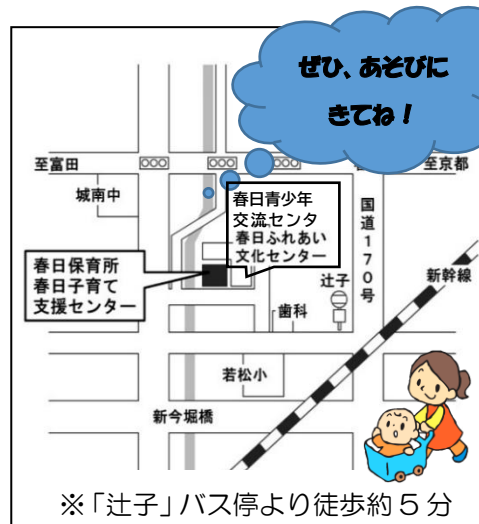 ぜひ、あそびに
きてね！
至富田
至京都
城南中
春日青少年
交流センタ
春日ふれあい
文化センター
国道170号
春日保育所
春日子育て
支援センター
辻子
新幹線
歯科
若松小
新今堀橋
※「辻子」バス停より徒歩約5分